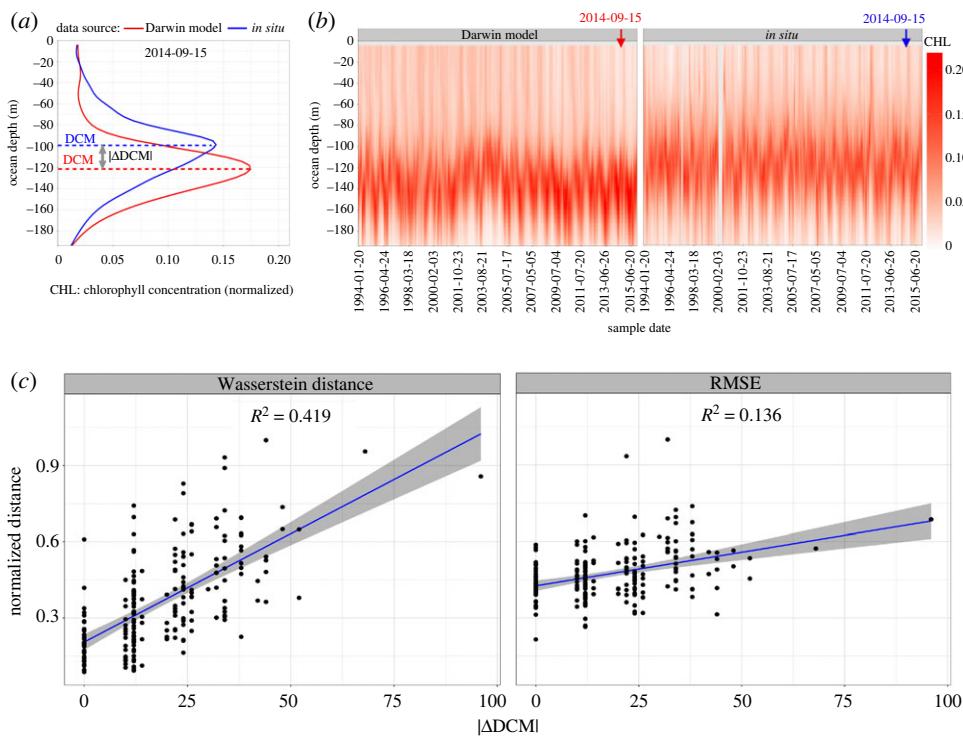 (a)
data source: Darwin model in situ
2014-09-15
0
−20
−40
−60
−80
−100
−120
−140
−160
−180
ocean depth (m)
DCM
|ΔDCM|
DCM
0 0.05 0.10 0.15 0.20
CHL: chlorophyll concentration (normalized)
(b)
2014-09-15 2014-09-15
Darwin model in situ
0
−20
−40
−60
−80
−100
−120
−140
−160
−180
ocean depth (m)
1994-01-20 1996-04-24 1998-03-18 2000-02-03 2001-10-23 2003-08-21 2005-07-17 2007-05-05 2009-07-04 2011-07-20 2013-06-26 2015-06-20
1994-01-20 1996-04-24 1998-03-18 2000-02-03 2001-10-23 2003-08-21 2005-07-17 2007-05-05 2009-07-04 2011-07-20 2013-06-26 2015-06-20
sample date
CHL
0.20
0.15
0.10
0.05
0
(c)
Wasserstein distance RMSE
R² = 0.419 R² = 0.136
normalized distance
0.9
0.6
0.3
0 25 50 75 100 0 25 50 75 100
|ΔDCM|